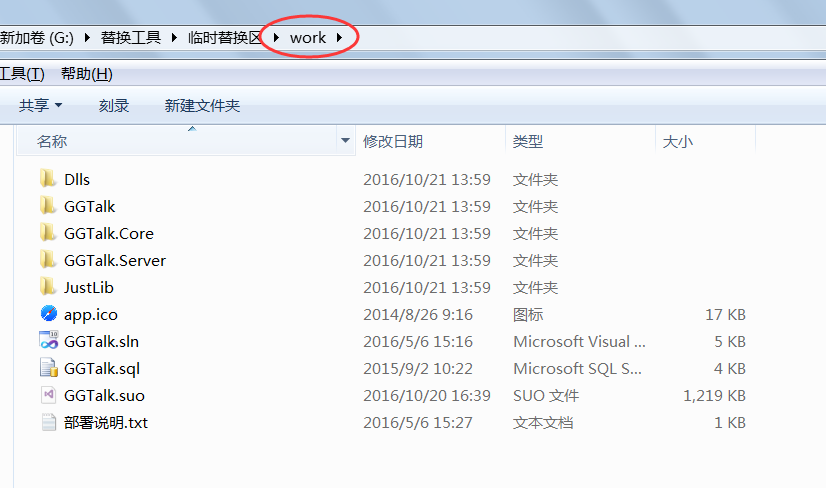 新加卷 (G:) 替换工具 临时替换区 work
工具(T) 帮助(H)
共享 刻录 新建文件夹
名称 修改日期 类型 大小
Dlls 2016/10/21 13:59 文件夹
GGTalk 2016/10/21 13:59 文件夹
GGTalk.Core 2016/10/21 13:59 文件夹
GGTalk.Server 2016/10/21 13:59 文件夹
JustLib 2016/10/21 13:59 文件夹
app.ico 2014/8/26 9:16 图标 17 KB
GGTalk.sln 2016/5/6 15:16 Microsoft Visual ... 5 KB
GGTalk.sql 2015/9/2 10:22 Microsoft SQL S... 4 KB
GGTalk.suo 2016/10/20 16:39 SUO 文件 1,219 KB
部署说明.txt 2016/5/6 15:27 文本文档 1 KB